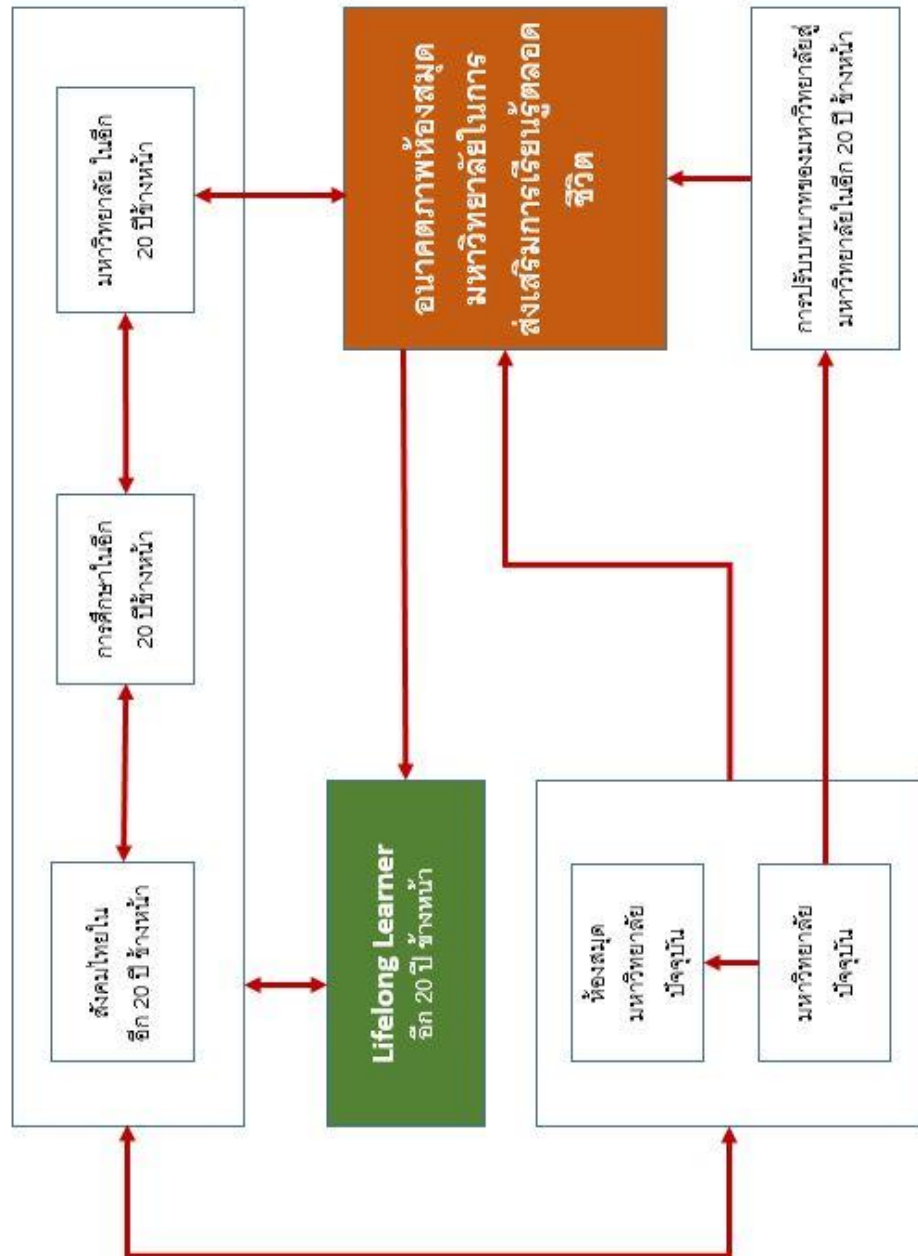 สังคมไทยใน
อีก 20 ปี ข้างหน้า
การศึกษาในอีก
20 ปีข้างหน้า
มหาวิทยาลัย ในอีก
20 ปีข้างหน้า
Lifelong Learner
อีก 20 ปี ข้างหน้า
อนาคตภาพห้องสมุด
มหาวิทยาลัยในการ
ส่งเสริมการเรียนรู้ตลอด
ชีวิต
ห้องสมุด
มหาวิทยาลัย
ปัจจุบัน
มหาวิทยาลัย
ปัจจุบัน
การปรับบทบาทของมหาวิทยาลัยสู่
มหาวิทยาลัยในอีก 20 ปี ข้างหน้า